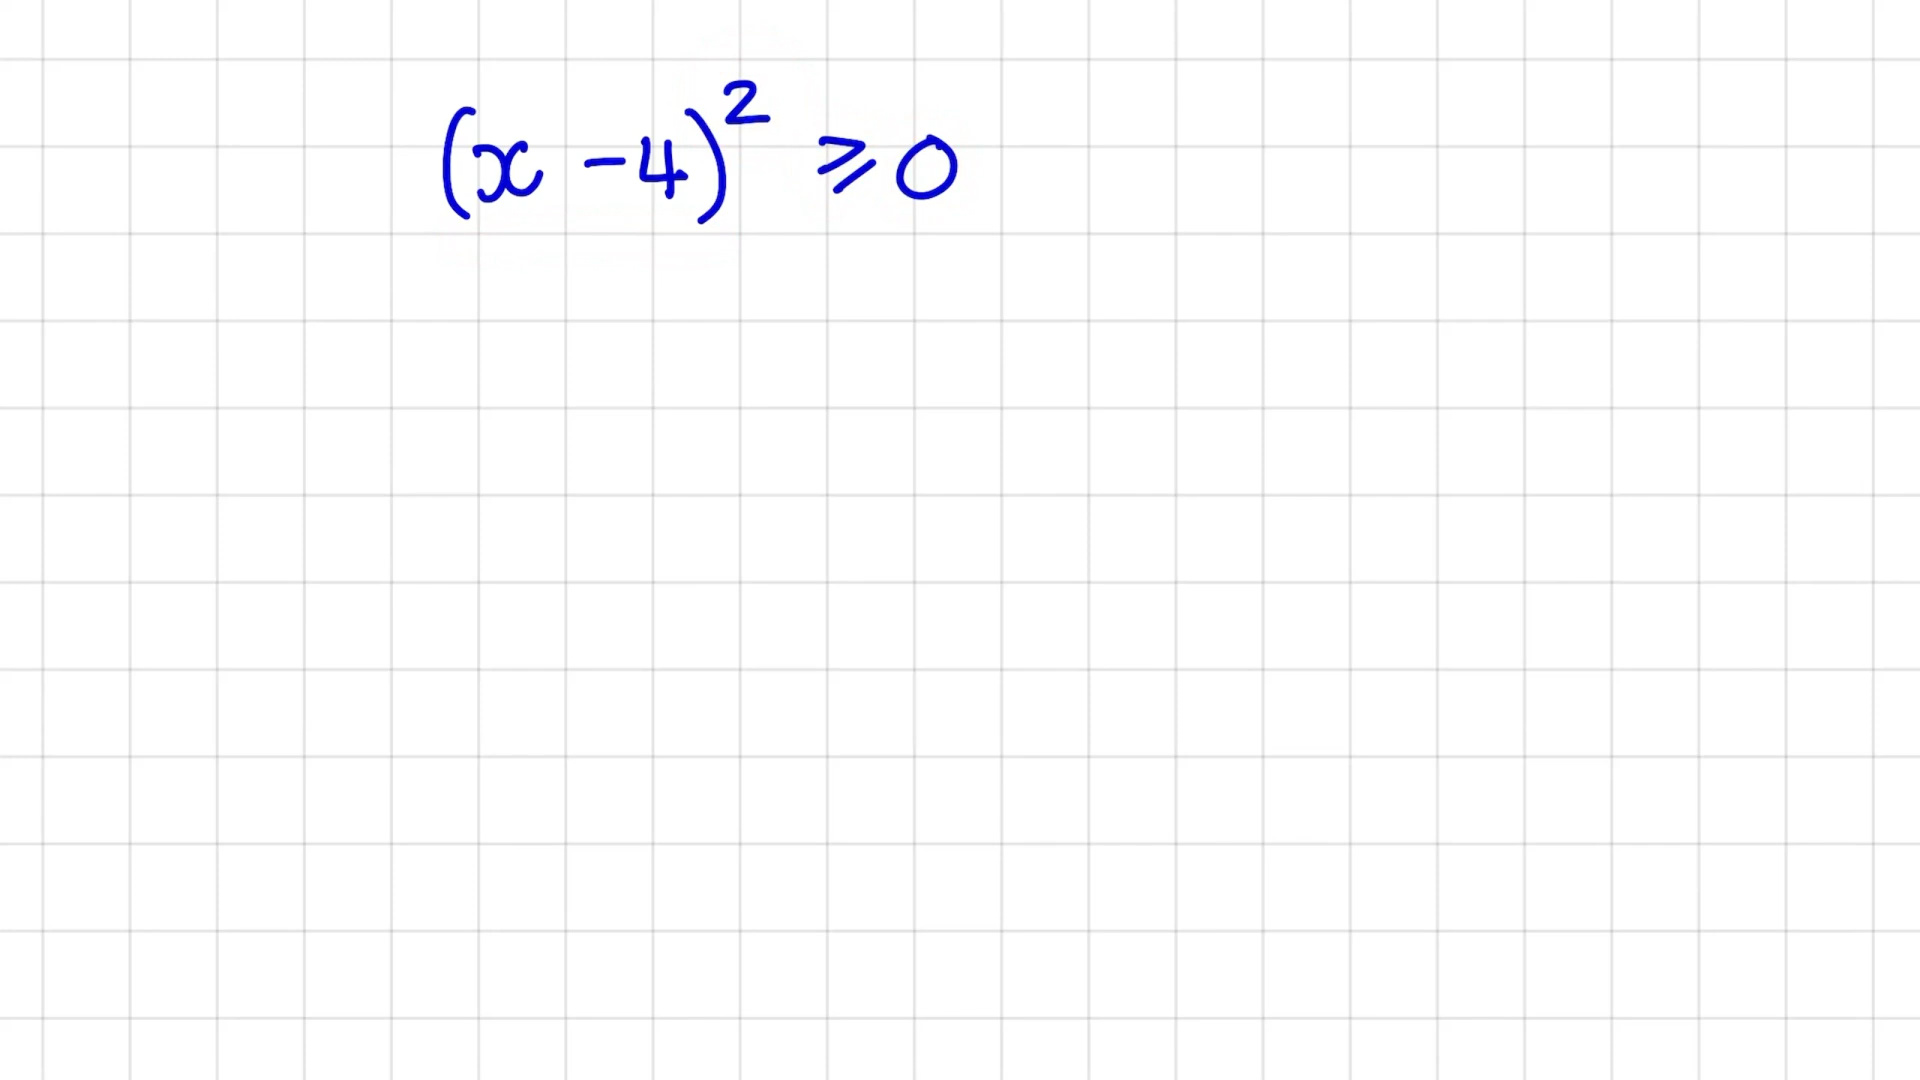 (x - 4)² ⩾ 0